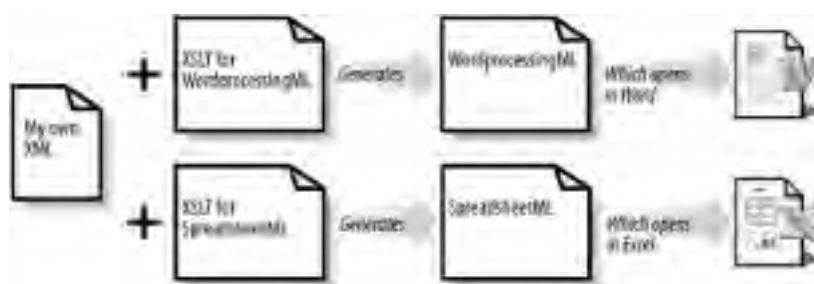 My own
XML
XSLT for
WordprocessingML
Generates
WordprocessingML
Which opens
in Word
XSLT for
SpreadsheetML
Generates
SpreadsheetML
Which opens
in Excel